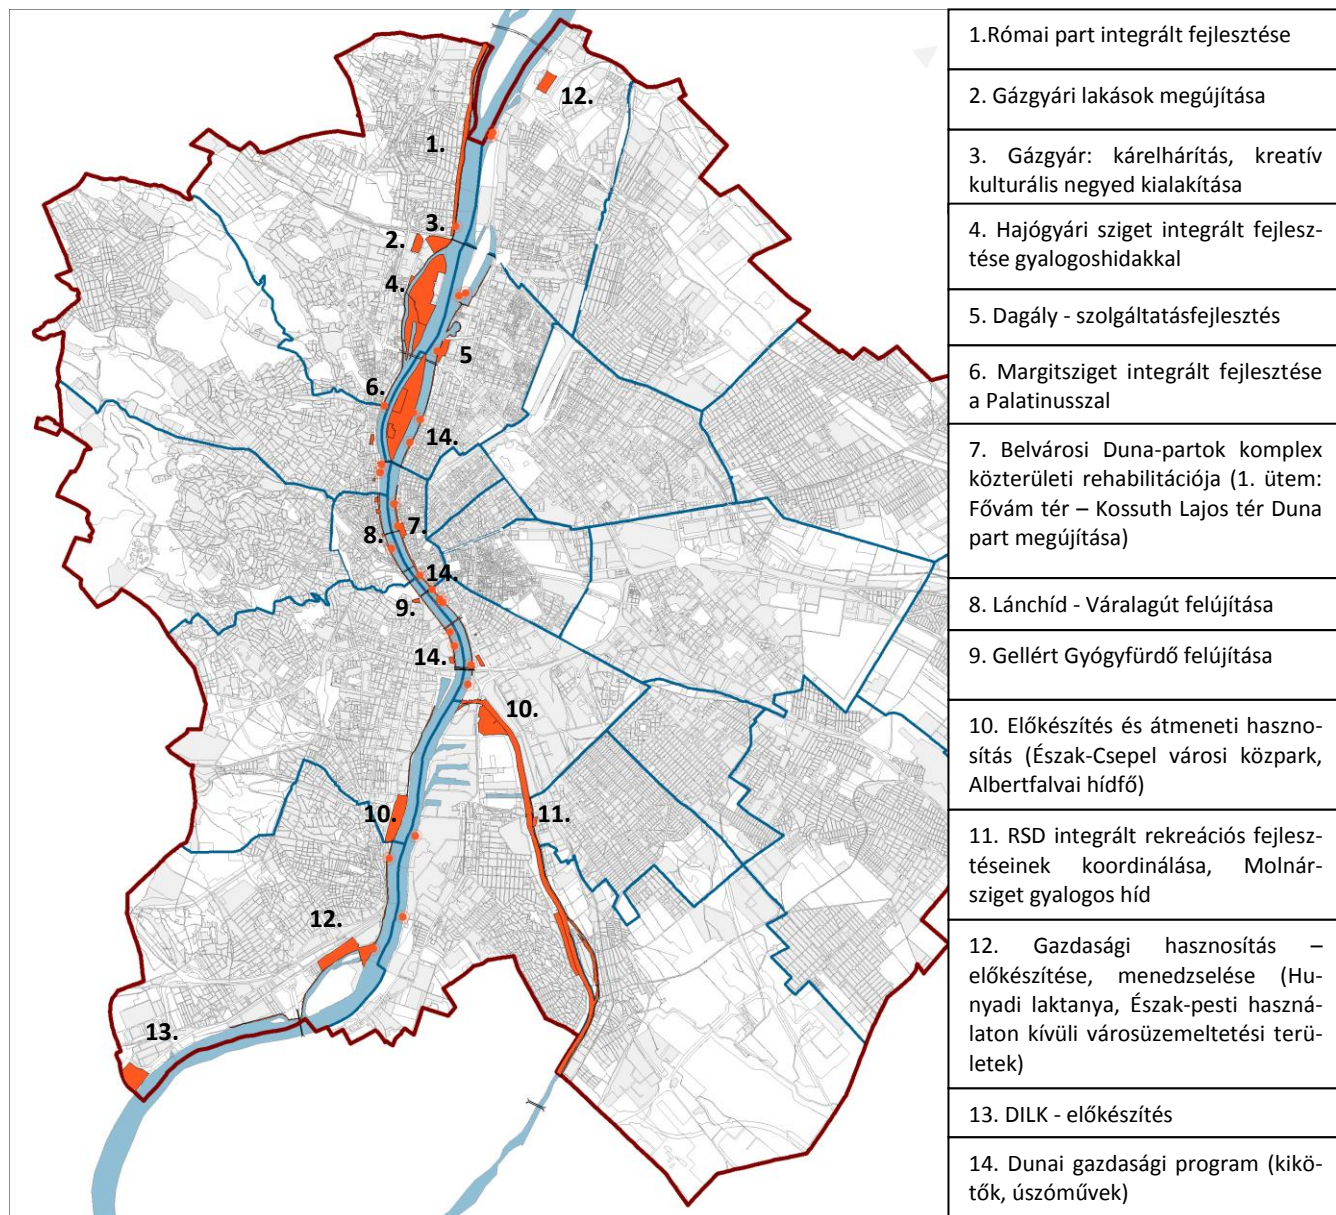 12.
1.
3.
2.
4.
5
6.
14.
7.
8.
14.
9.
14.
10.
10.
11.
12.
13.
1.Római part integrált fejlesztése
2. Gázgyári lakások megújítása
3. Gázgyár: kárelhárítás, kreatív
kulturális negyed kialakítása
4. Hajógyári sziget integrált fejlesz-
tése gyalogoshidakkal
5. Dagály - szolgáltatásfejlesztés
6. Margitsziget integrált fejlesztése
a Palatinusszal
7. Belvárosi Duna-partok komplex
közterületi rehabilitációja (1. ütem:
Fővám tér – Kossuth Lajos tér Duna
part megújítása)
8. Lánchíd - Váralagút felújítása
9. Gellért Gyógyfürdő felújítása
10. Előkészítés és átmeneti haszno-
sítás (Észak-Csepel városi közpark,
Albertfalvai hídfő)
11. RSD integrált rekreációs fejlesz-
téseinek koordinálása, Molnár-
sziget gyalogos híd
12. Gazdasági hasznosítás –
előkészítése, menedzselése (Hu-
nyadi laktanya, Észak-pesti haszná-
laton kívüli városüzemeltetési terü-
letek)
13. DILK - előkészítés
14. Dunai gazdasági program (kikö-
tők, úszóművek)